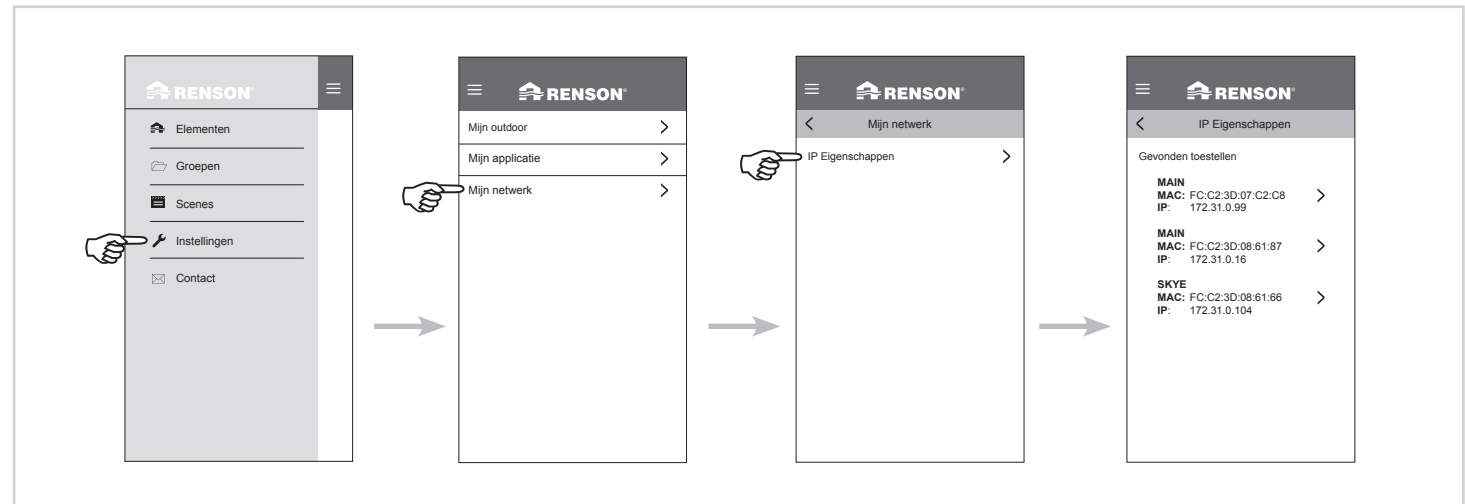 RENSON®
Elementen
Groepen
Scenes
Instellingen
Contact
RENSON®
Mijn outdoor
Mijn applicatie
Mijn netwerk
RENSON®
Mijn netwerk
IP Eigenschappen
RENSON®
IP Eigenschappen
Gevonden toestellen
MAIN
MAC: FC:C2:3D:07:C2:C8
IP: 172.31.0.99
MAIN
MAC: FC:C2:3D:08:61:87
IP: 172.31.0.16
SKYE
MAC: FC:C2:3D:08:61:66
IP: 172.31.0.104